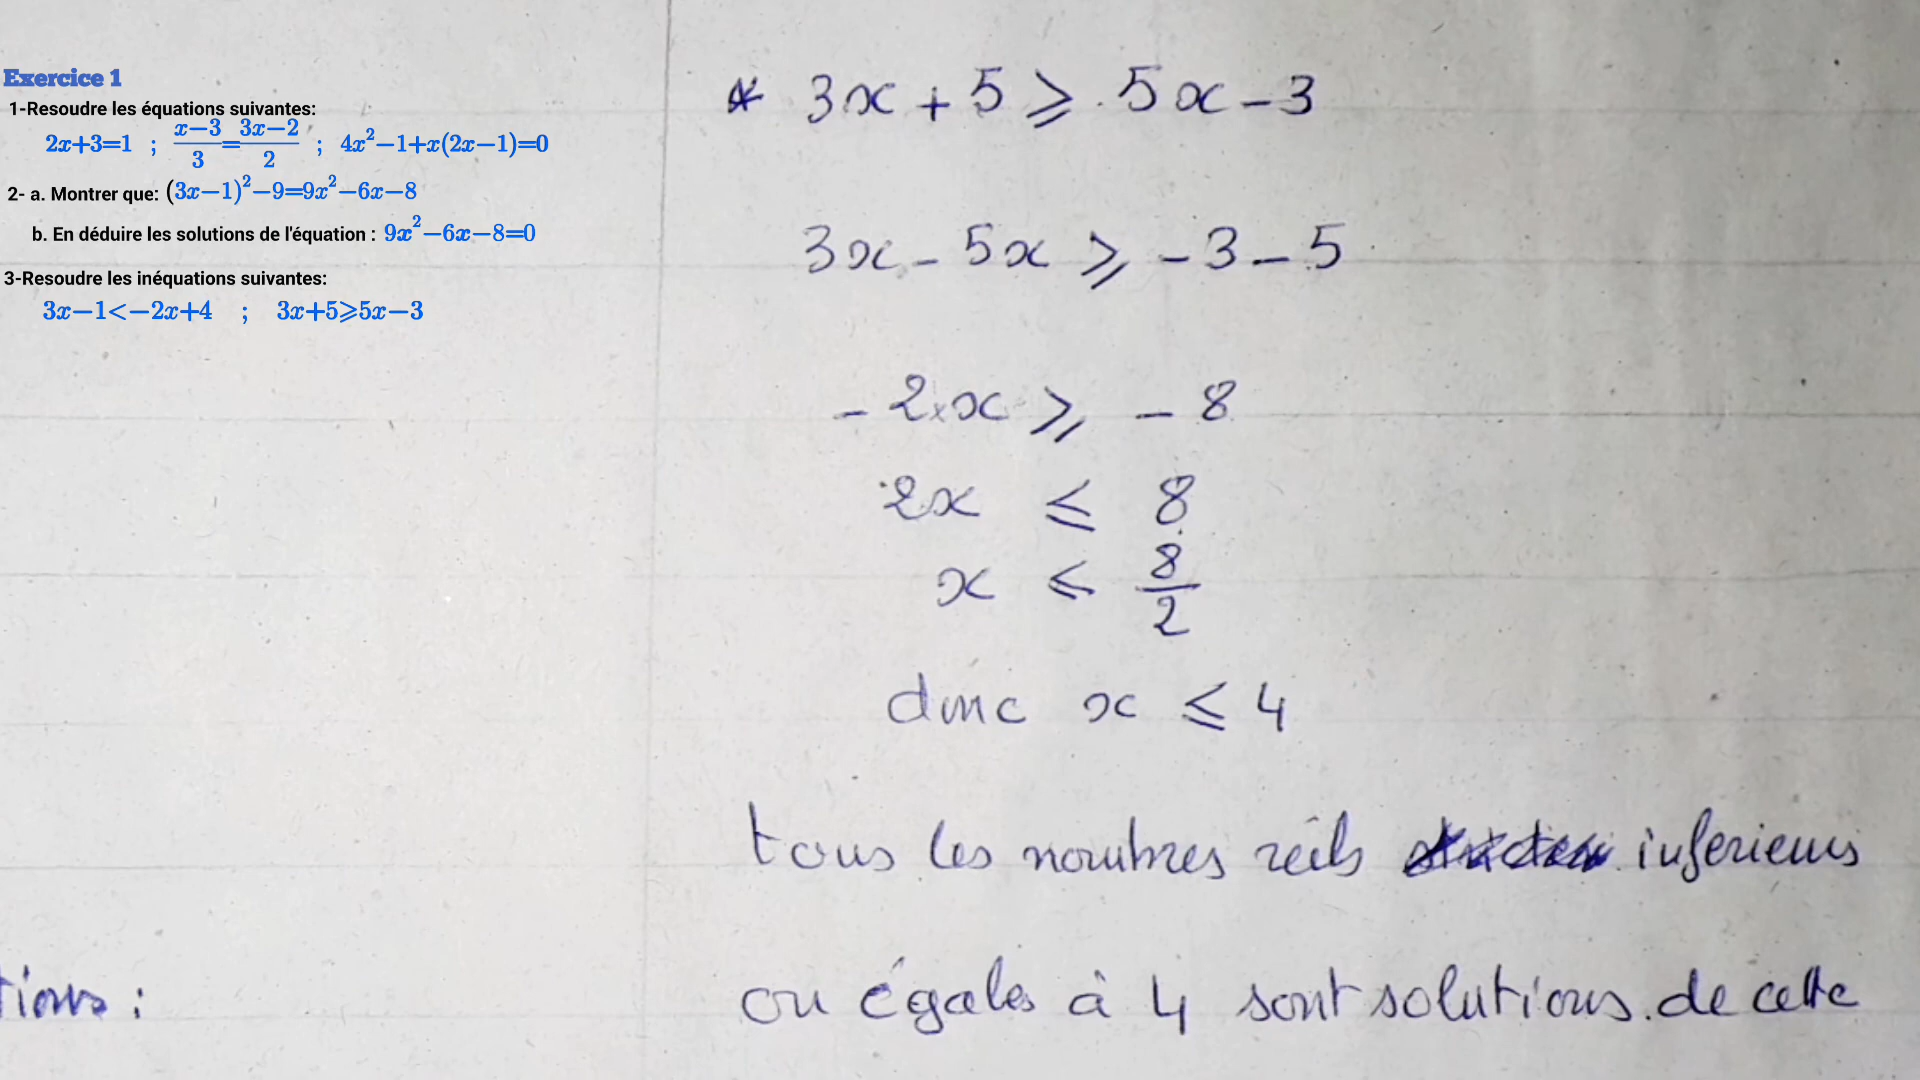 Exercice 1
1-Resoudre les équations suivantes:
2x+3=1 ; \frac{x-3}{3}=\frac{3x-2}{2} ; 4x²-1+x(2x-1)=0
2- a. Montrer que: (3x-1)²-9=9x²-6x-8
b. En déduire les solutions de l'équation : 9x²-6x-8=0
3-Resoudre les inéquations suivantes:
3x-1<-2x+4 ; 3x+5⩾5x-3
* 3x + 5 ⩾ 5x - 3
3x - 5x ⩾ - 3 - 5
- 2x ⩾ - 8
2x ⩽ 8
x ⩽ \frac{8}{2}
donc x ⩽ 4
tous les nombres réels inferieurs
ou égales à 4 sont solutions de cette
tions :